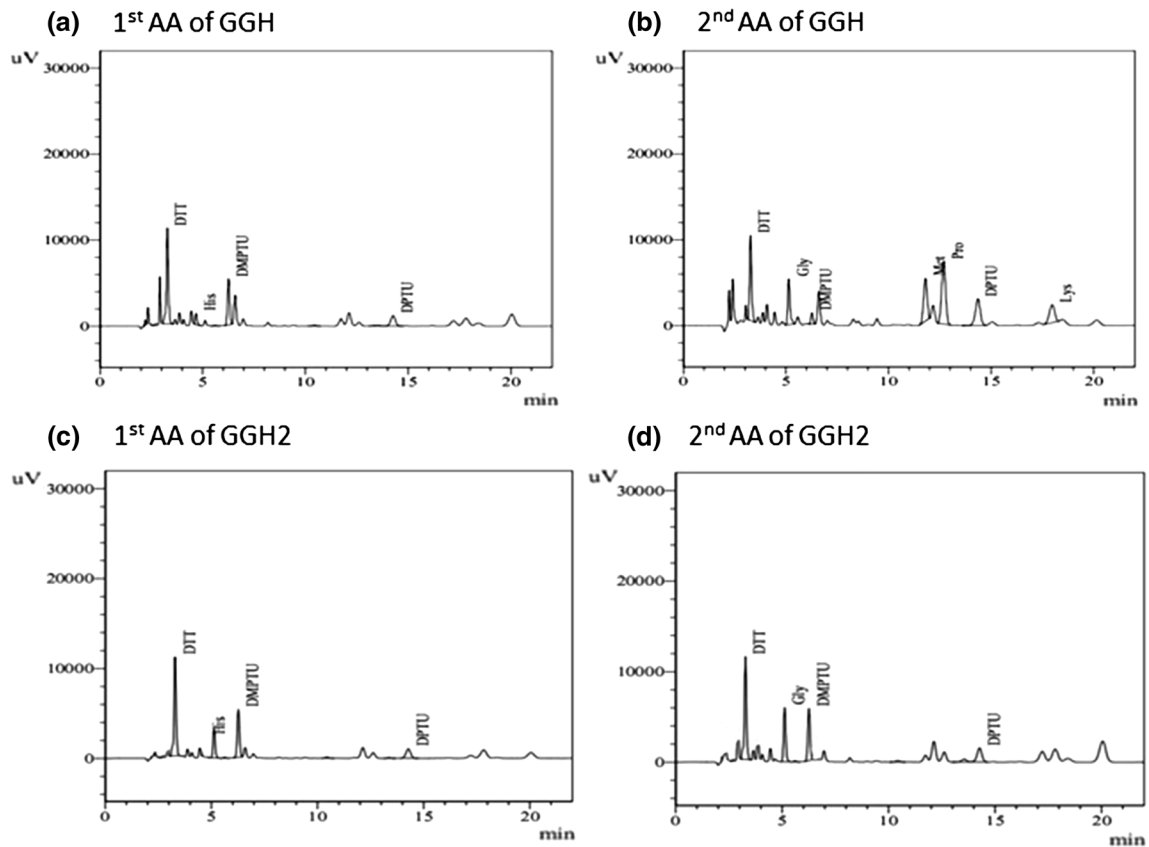 (a) 1st AA of GGH
uV
30000
20000
10000
0
DTT
His
DMPTU
DPTU
0 5 10 15 20
min
(b) 2nd AA of GGH
uV
30000
20000
10000
0
DTT
Gly
DMPTU
Met
Pro
DPTU
Lys
0 5 10 15 20
min
(c) 1st AA of GGH2
uV
30000
20000
10000
0
DTT
His
DMPTU
DPTU
0 5 10 15 20
min
(d) 2nd AA of GGH2
uV
30000
20000
10000
0
DTT
Gly
DMPTU
DPTU
0 5 10 15 20
min